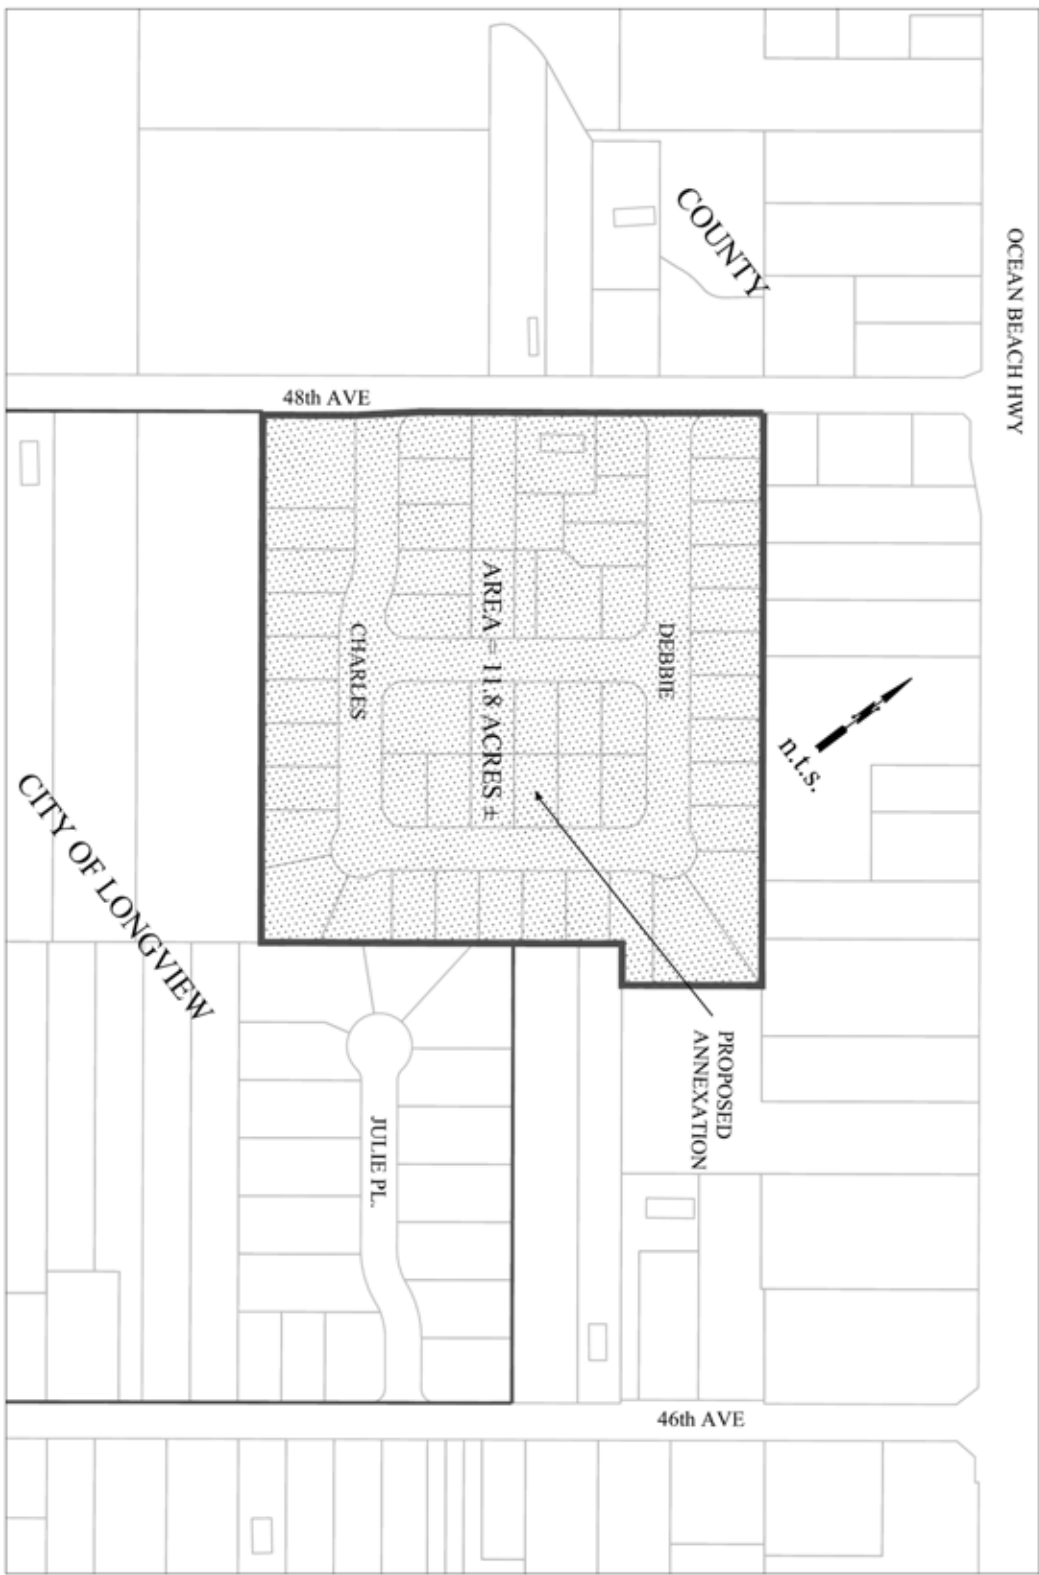 OCEAN BEACH HWY
COUNTY
48th AVE
DEBBIE
CHARLES
AREA = 11.8 ACRES ±
N
n.t.s.
CITY OF LONGVIEW
PROPOSED
ANNEXATION
JULIE PL.
46th AVE